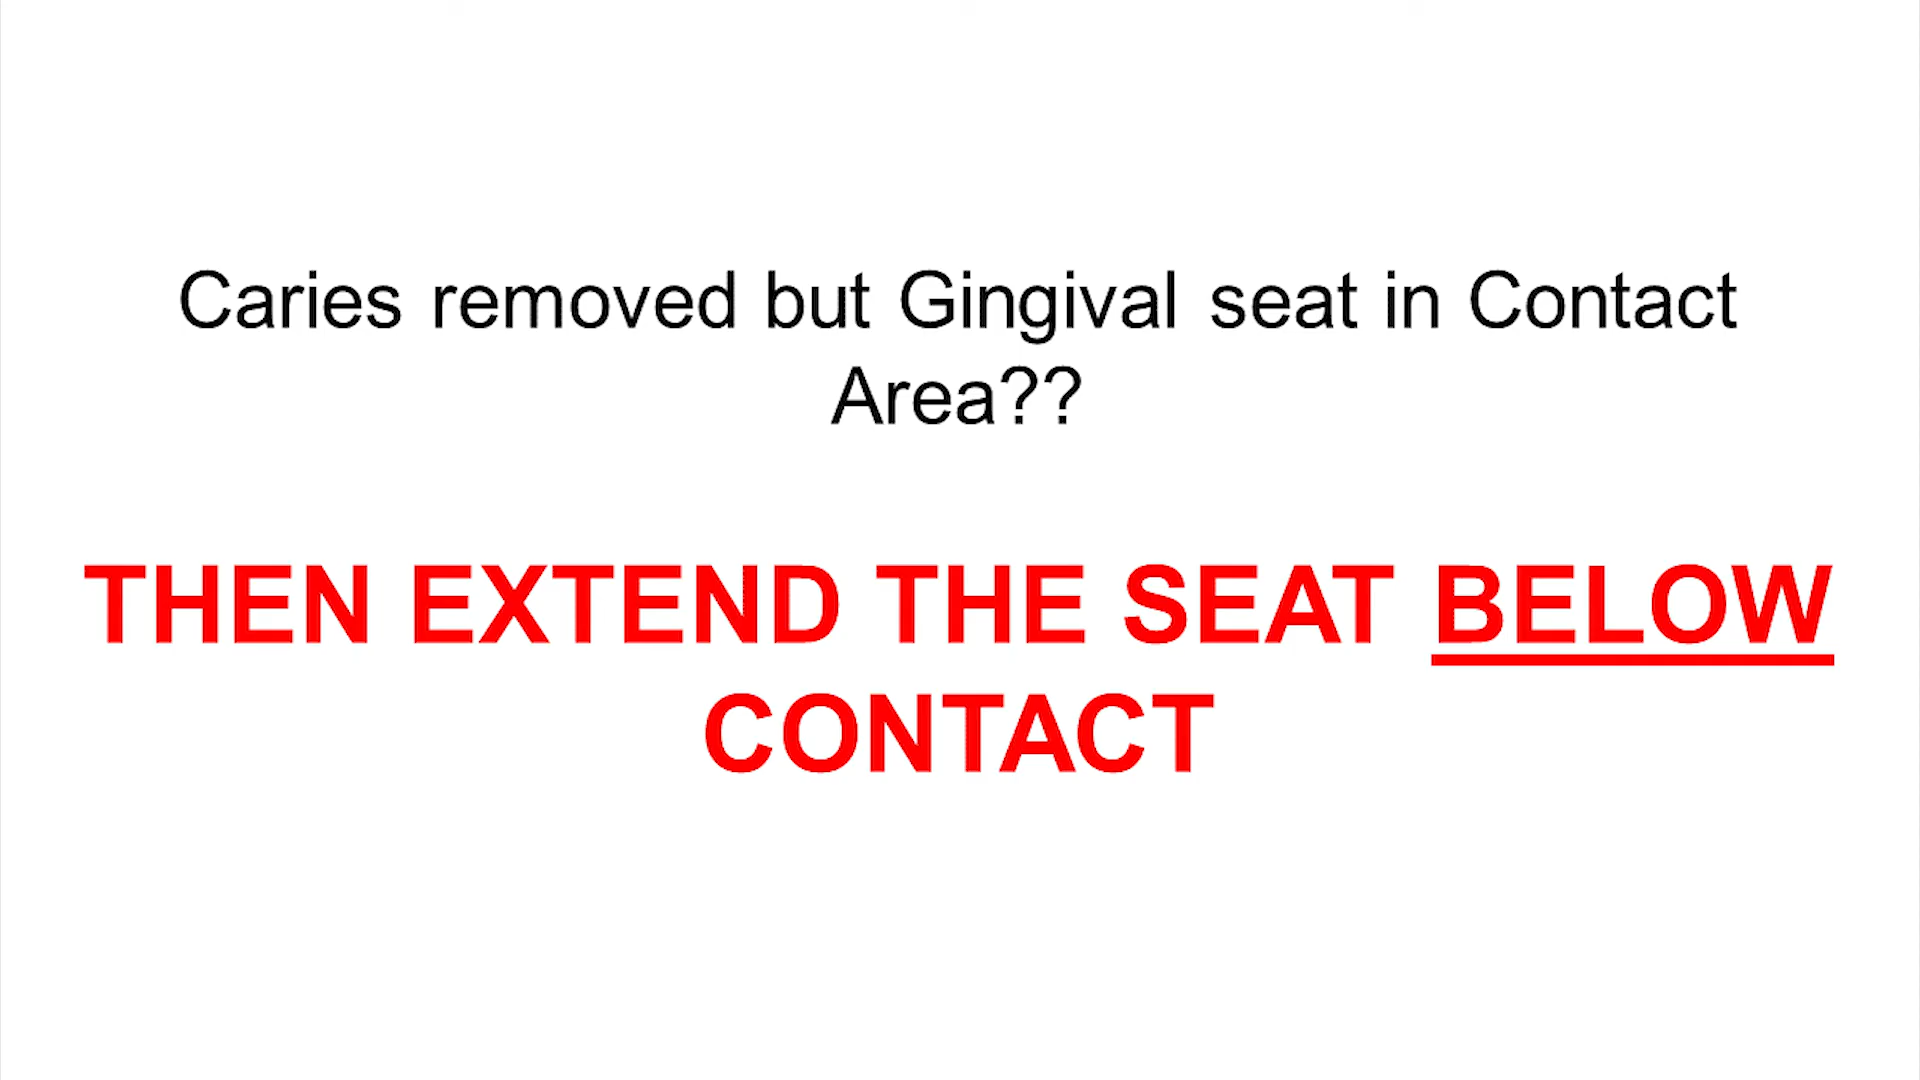 Caries removed but Gingival seat in Contact
Area??
THEN EXTEND THE SEAT BELOW
CONTACT